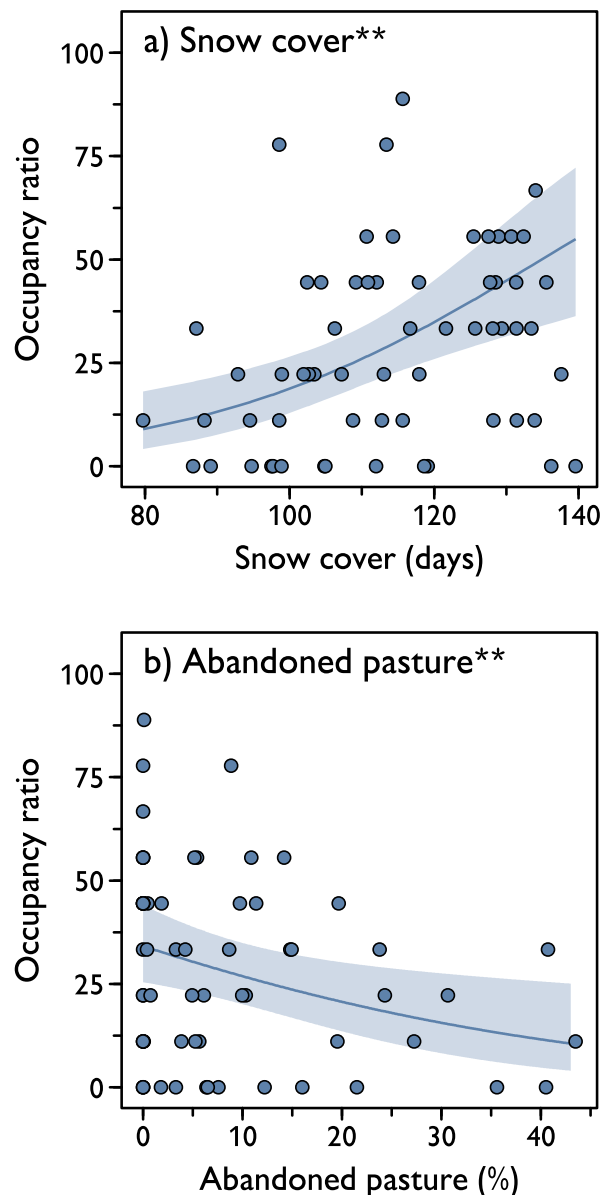 a) Snow cover**
100
75
50
25
0
Occupancy ratio
80 100 120 140
Snow cover (days)
b) Abandoned pasture**
100
75
50
25
0
Occupancy ratio
0 10 20 30 40
Abandoned pasture (%)